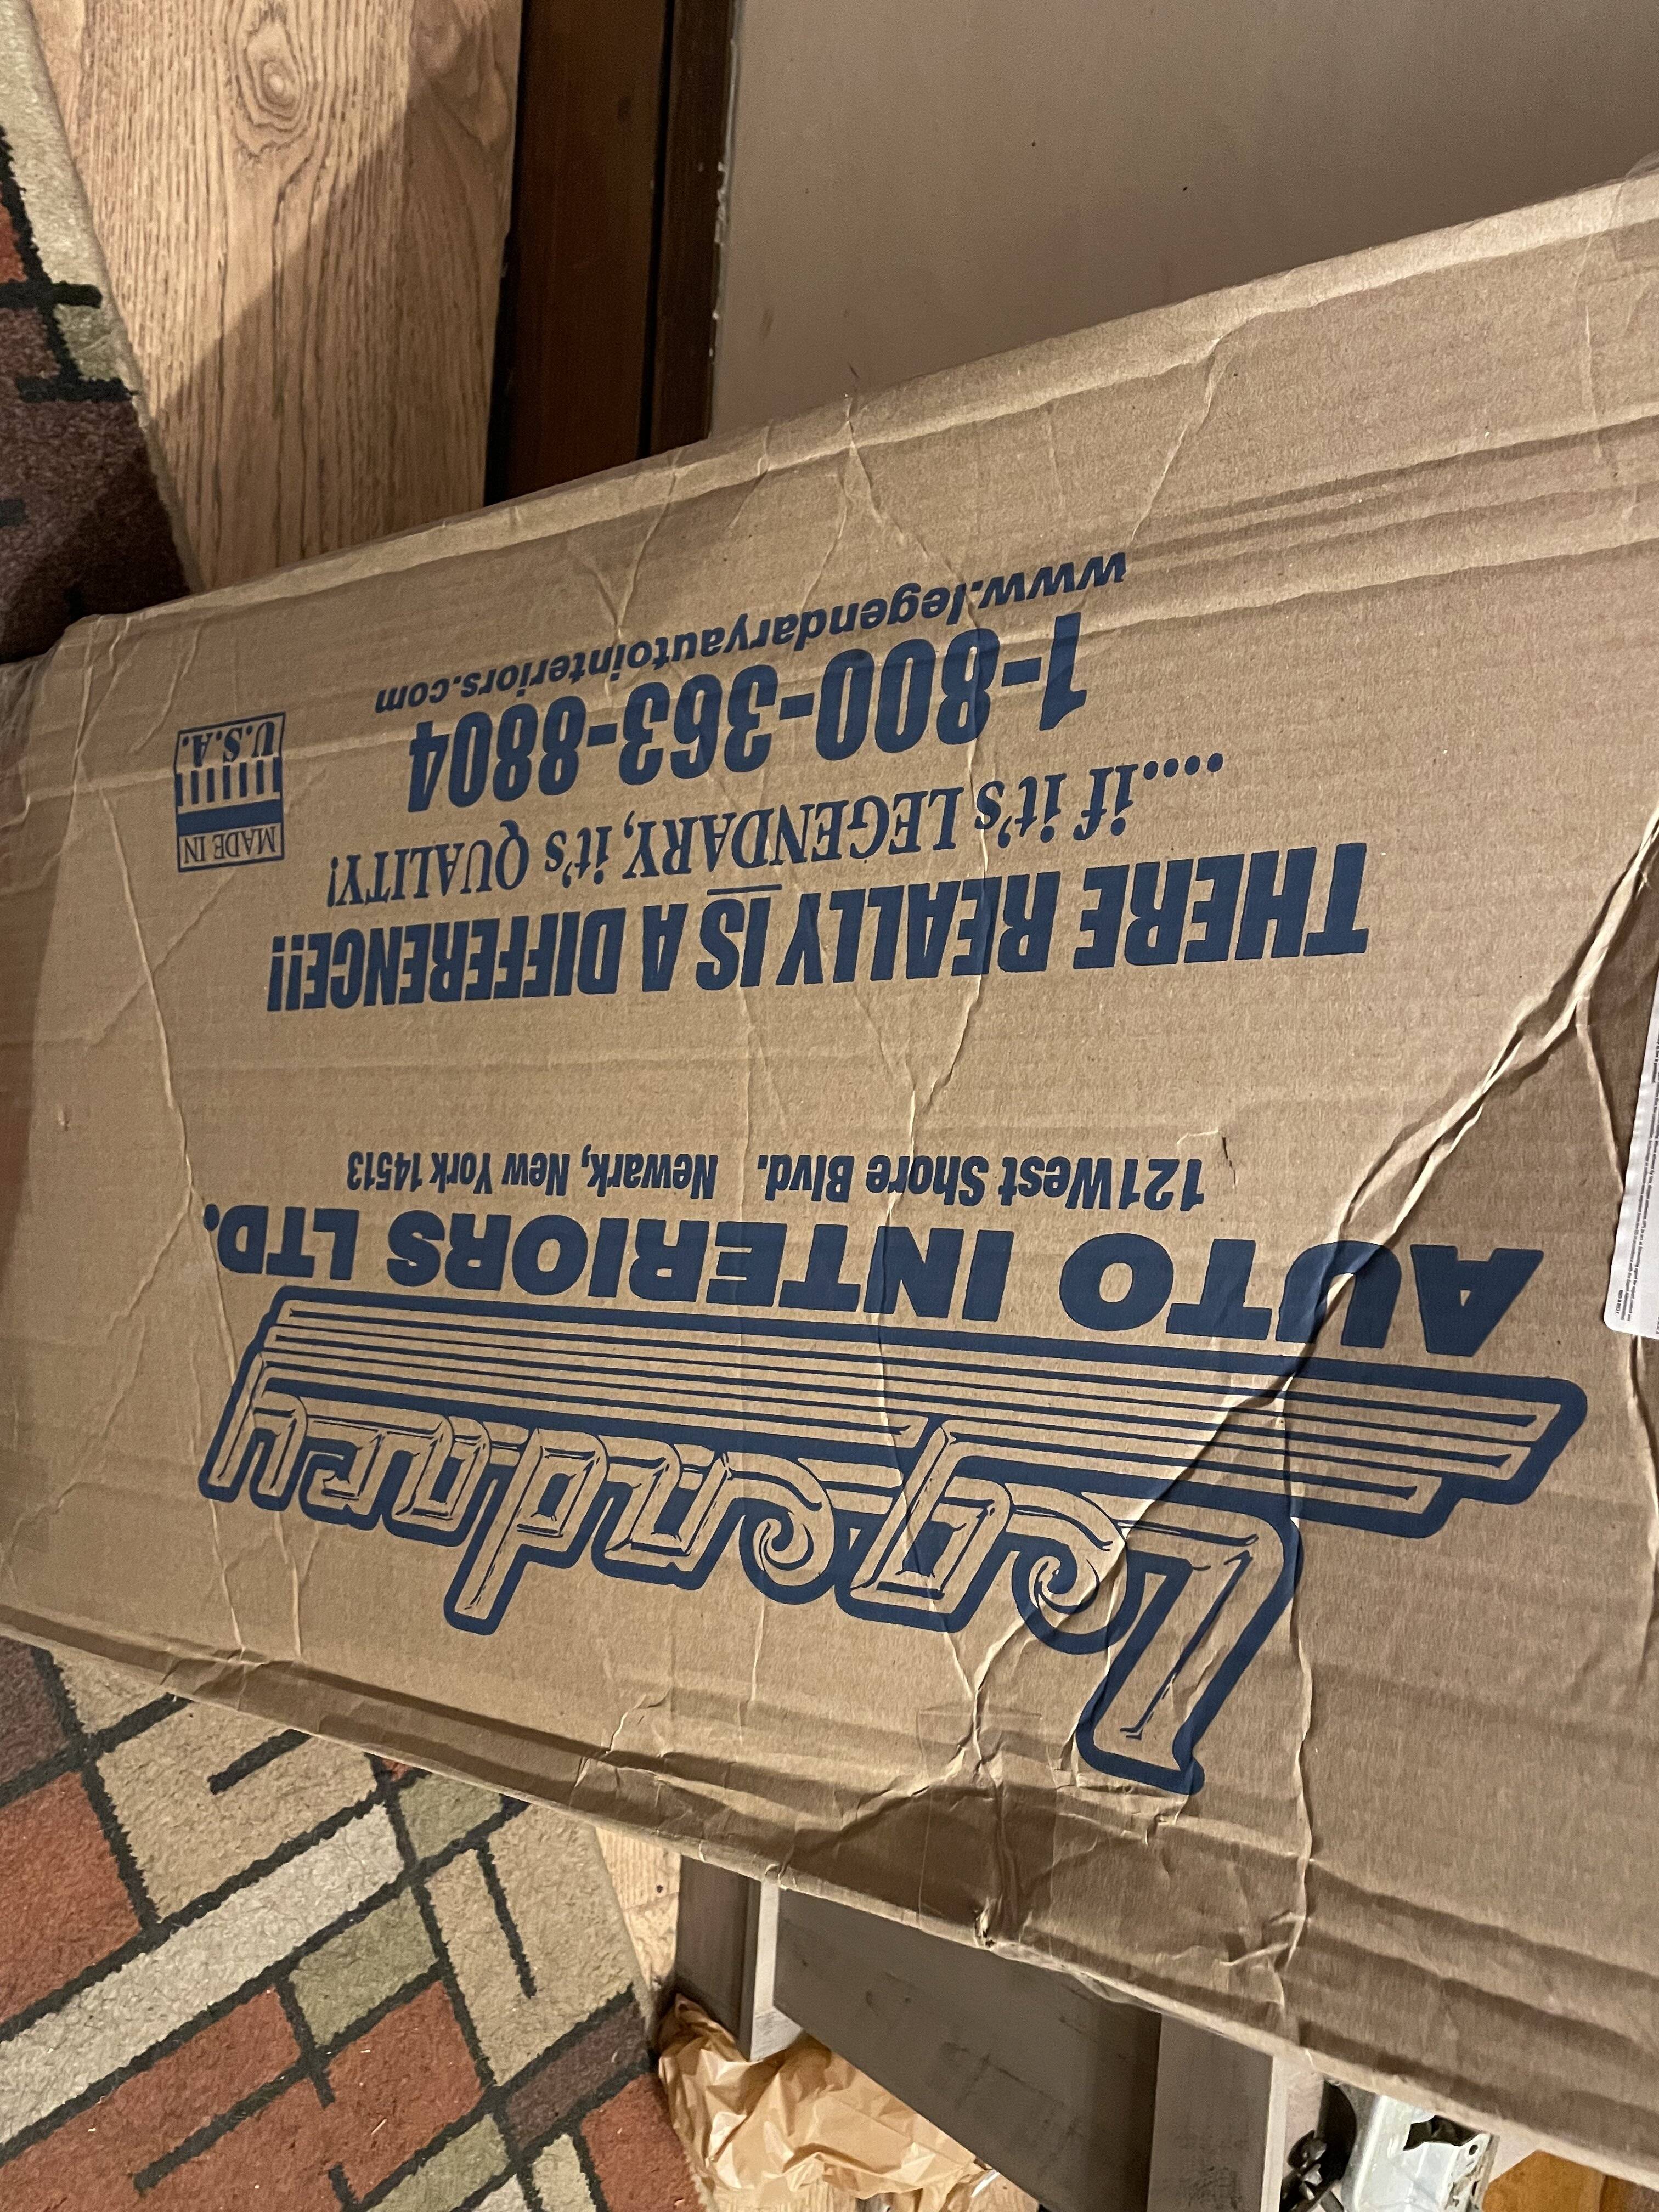 Legendary
AUTO INTERIORS LTD.
121 West Shore Blvd. Newark, New York 14513
THERE REALLY IS A DIFFERENCE!!
....if it's LEGENDARY, it's QUALITY!
1-800-363-8804
www.legendaryautointeriors.com
MADE IN
U.S.A.